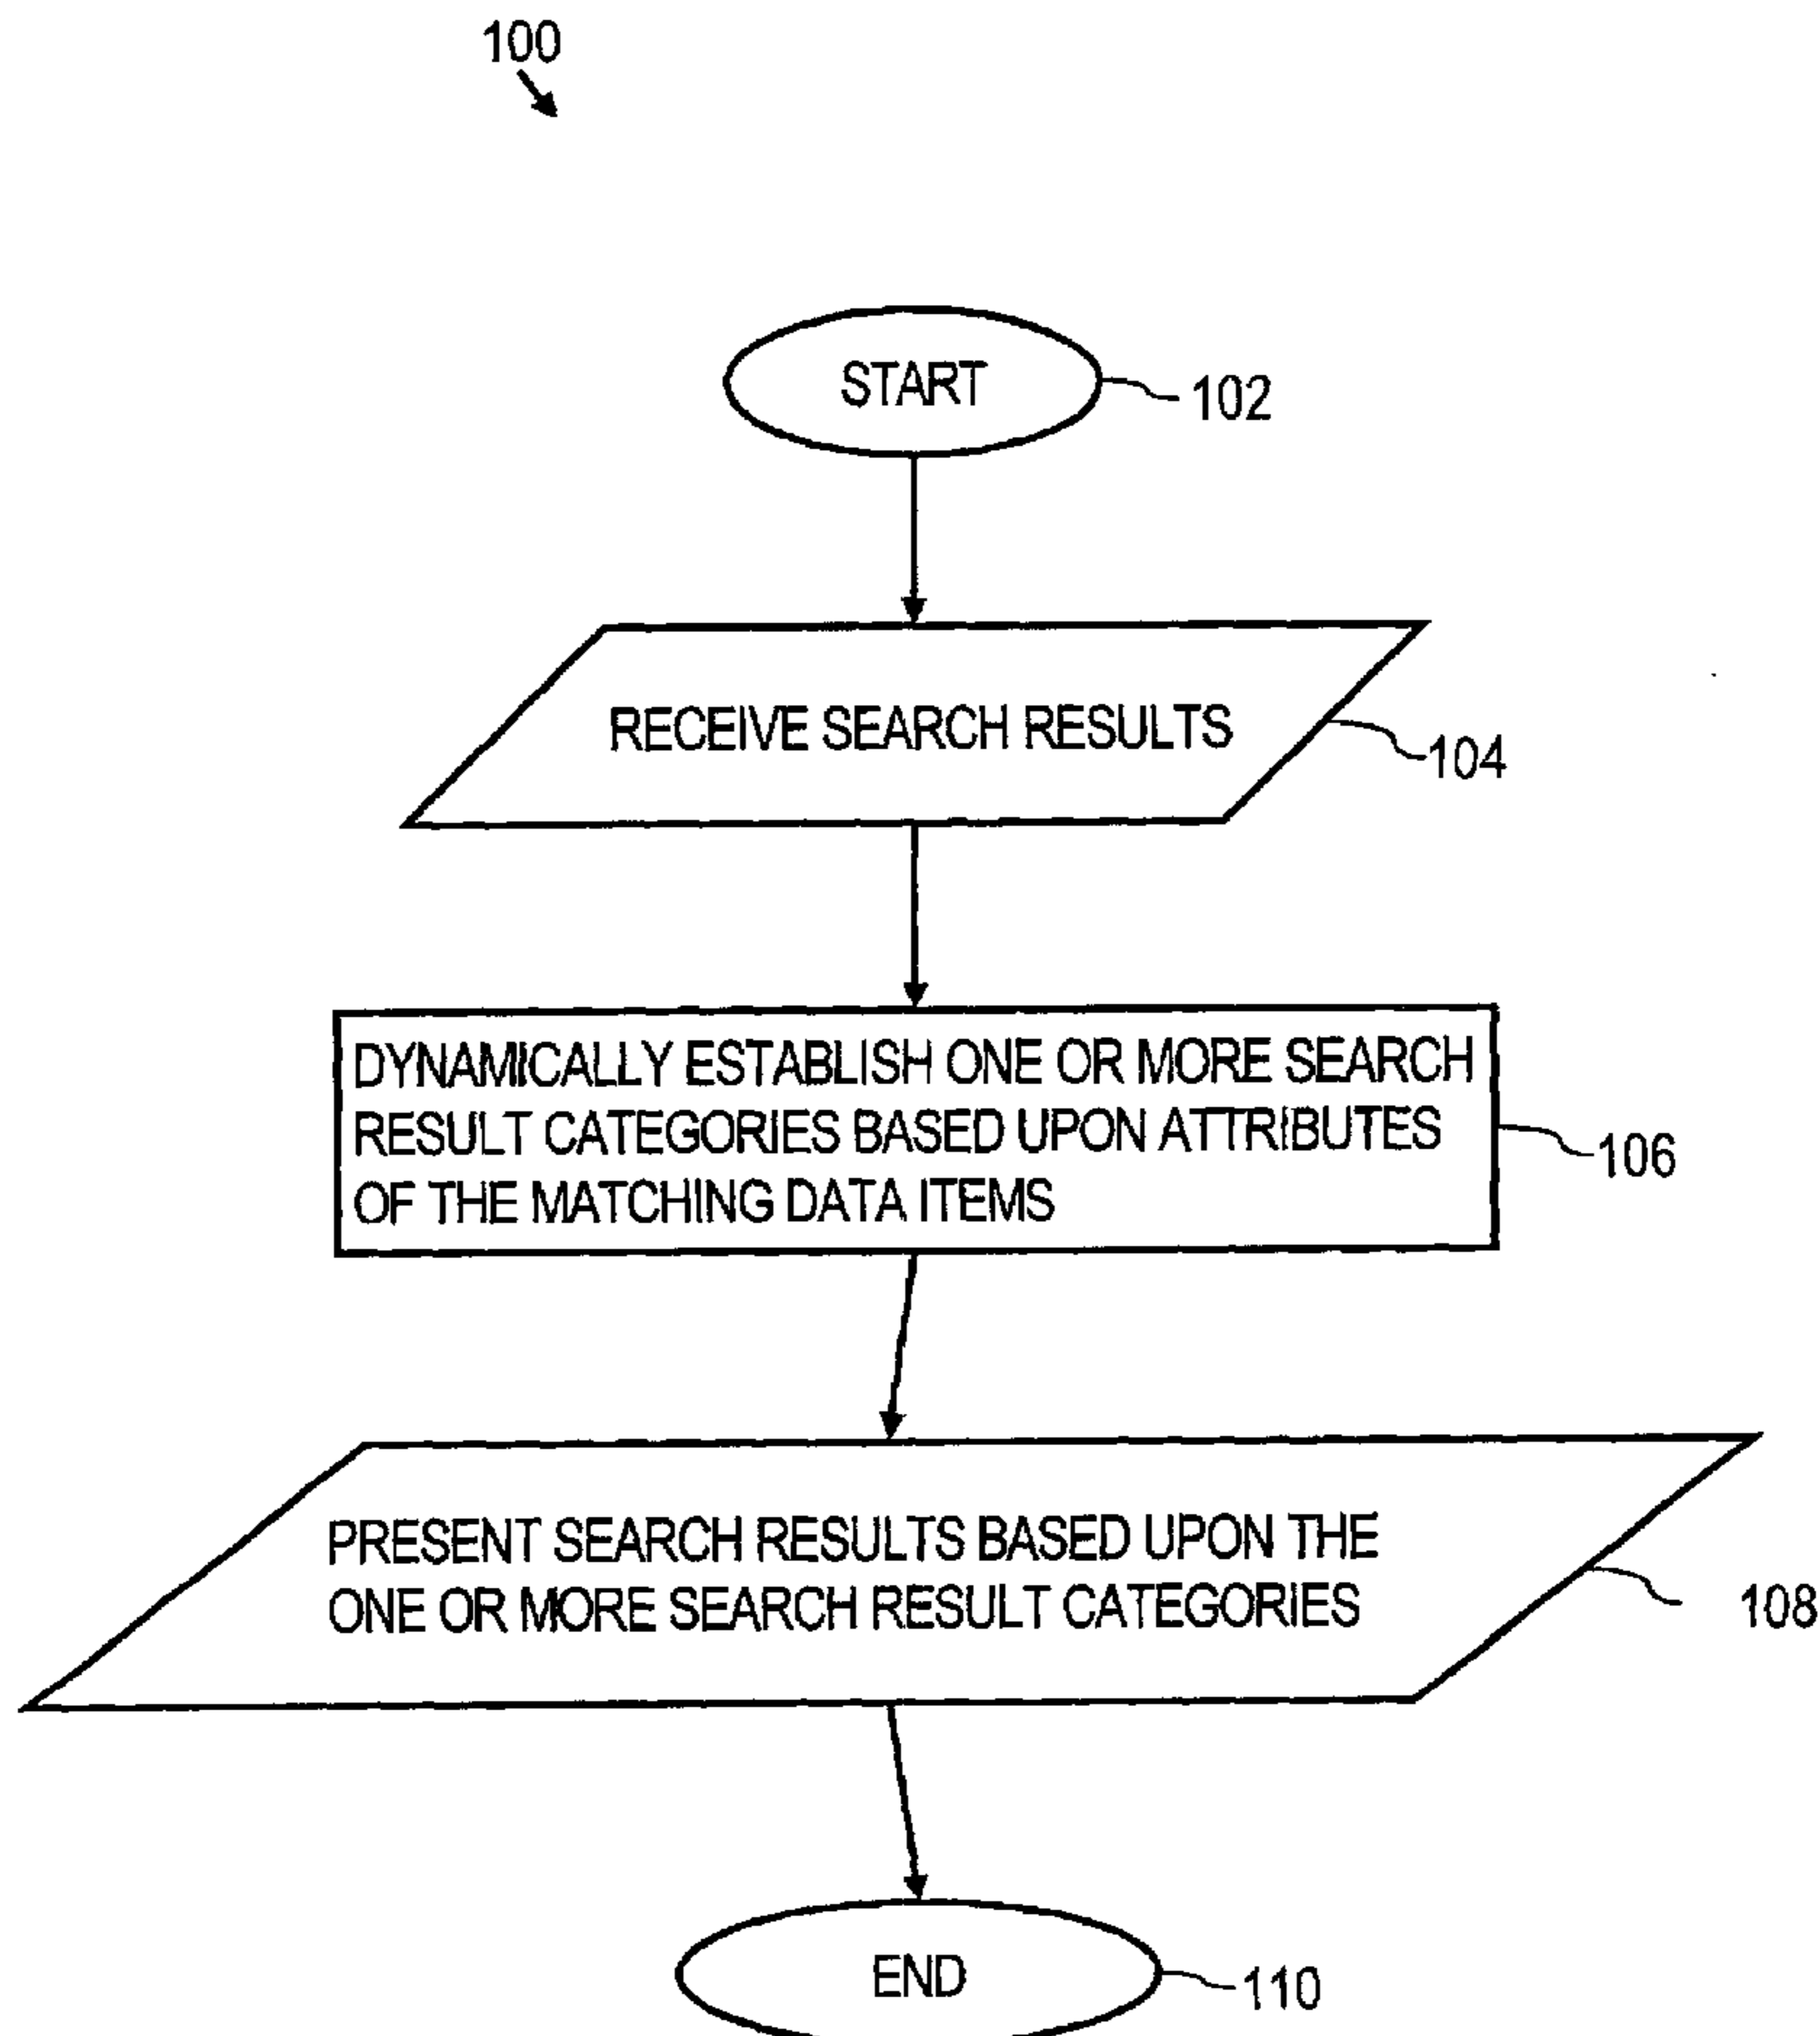 100
START
102
RECEIVE SEARCH RESULTS
104
DYNAMICALLY ESTABLISH ONE OR MORE SEARCH
RESULT CATEGORIES BASED UPON ATTRIBUTES
OF THE MATCHING DATA ITEMS
106
PRESENT SEARCH RESULTS BASED UPON THE
ONE OR MORE SEARCH RESULT CATEGORIES
108
END
110